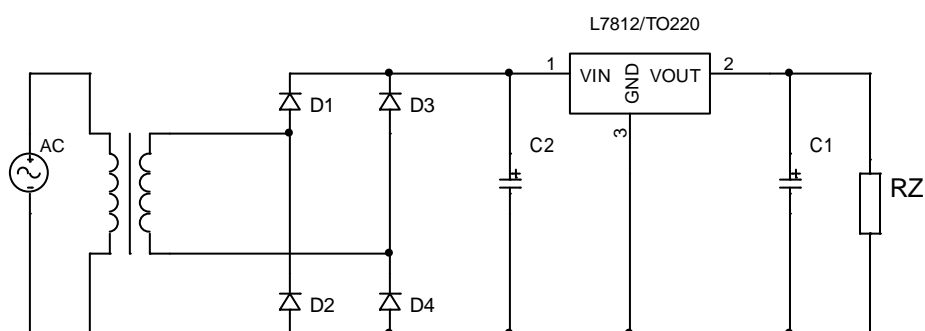 L7812/TO220
1
VIN
GND
VOUT
2
3
AC
D1
D3
C2
C1
RZ
D2
D4